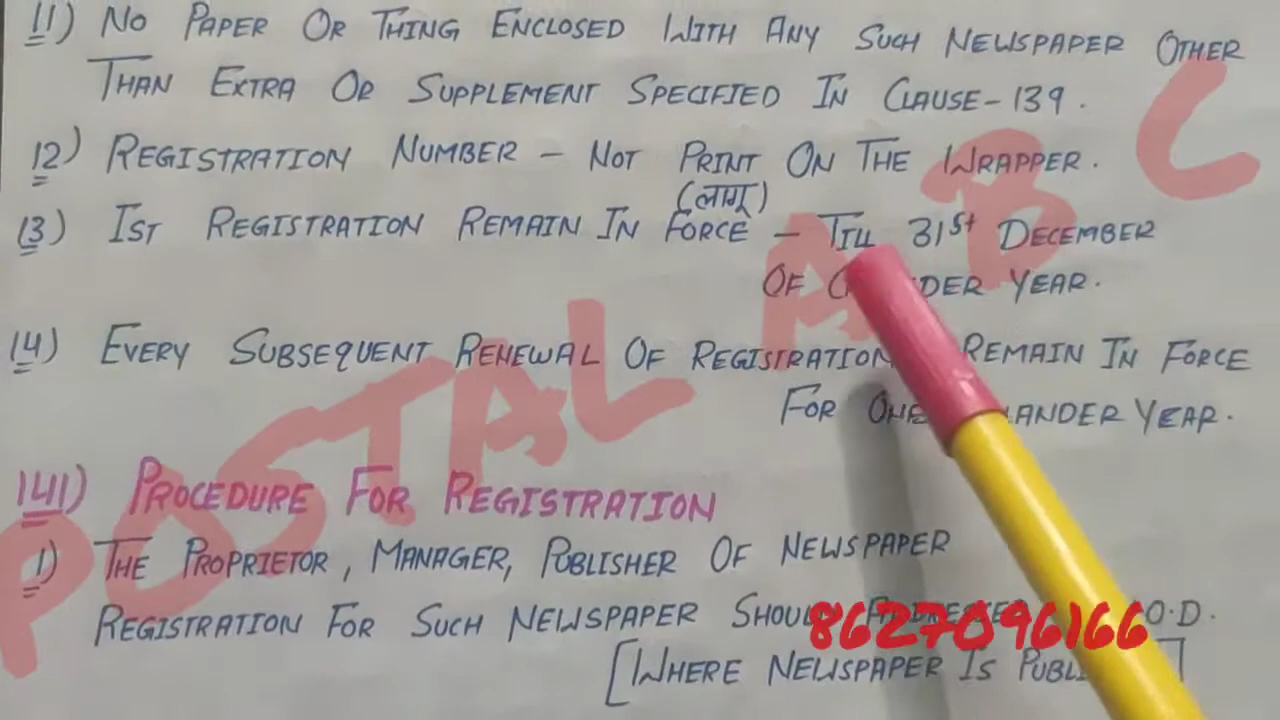 11) NO PAPER OR THING ENCLOSED WITH ANY SUCH NEWSPAPER OTHER
THAN EXTRA OR SUPPLEMENT SPECIFIED IN CLAUSE-139.
12) REGISTRATION NUMBER - NOT PRINT ON THE WRAPPER.
(लागू)
13) IST REGISTRATION REMAIN IN FORCE - TILL 31st DECEMBER
OF YEAR.
14) EVERY SUBSEQUENT RENEWAL OF REGISTRATION REMAIN IN FORCE
FOR ONE YEAR.
141) PROCEDURE FOR REGISTRATION
1) THE PROPRIETOR, MANAGER, PUBLISHER OF NEWSPAPER
REGISTRATION FOR SUCH NEWSPAPER
[WHERE NEWSPAPER IS
POSTAL ABC
8627096166